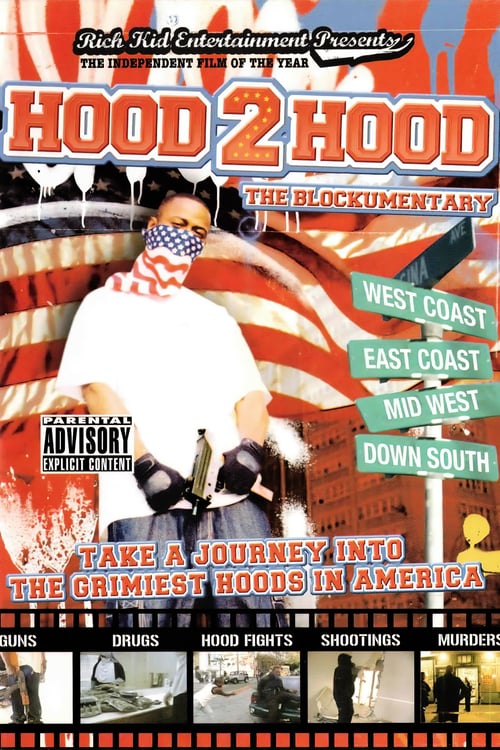 Rich Kid Entertainment Presents
THE INDEPENDENT FILM OF THE YEAR
HOOD 2 HOOD
THE BLOCKUMENTARY
AVE
WEST COAST
EAST COAST
MID WEST
DOWN SOUTH
PARENTAL
ADVISORY
EXPLICIT CONTENT
TAKE A JOURNEY INTO
THE GRIMIEST HOODS IN AMERICA
GUNS DRUGS HOOD FIGHTS SHOOTINGS MURDERS